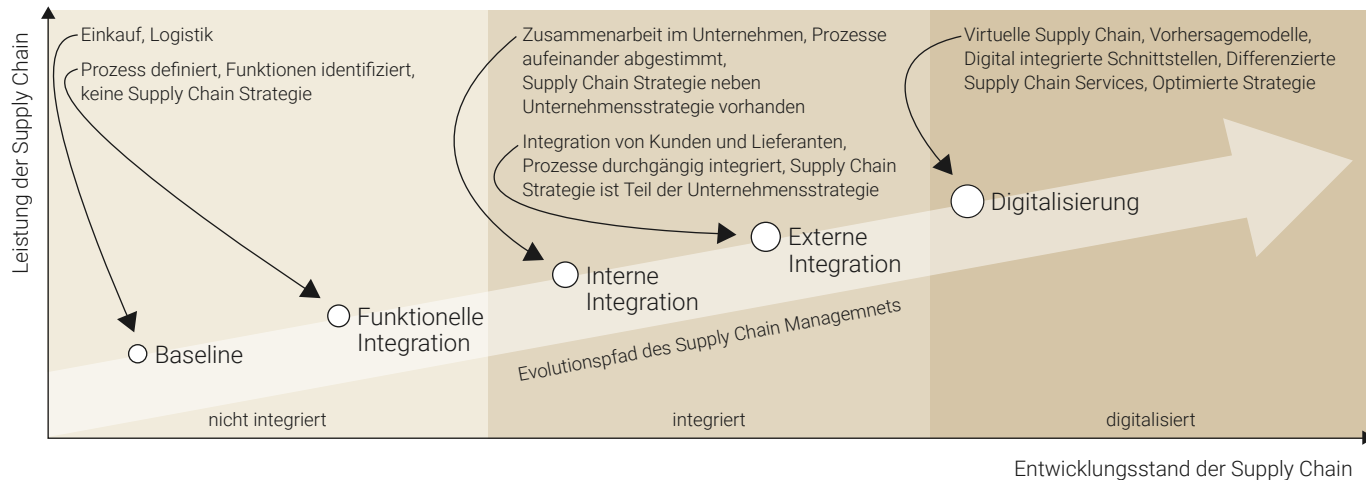 Leistung der Supply Chain
Einkauf, Logistik
Prozess definiert, Funktionen identifiziert,
keine Supply Chain Strategie
Zusammenarbeit im Unternehmen, Prozesse
aufeinander abgestimmt,
Supply Chain Strategie neben
Unternehmensstrategie vorhanden
Integration von Kunden und Lieferanten,
Prozesse durchgängig integriert, Supply Chain
Strategie ist Teil der Unternehmensstrategie
Virtuelle Supply Chain, Vorhersagemodelle,
Digital integrierte Schnittstellen, Differenzierte
Supply Chain Services, Optimierte Strategie
Baseline
Funktionelle
Integration
Interne
Integration
Externe
Integration
Digitalisierung
Evolutionspfad des Supply Chain Managemnets
nicht integriert
integriert
digitalisiert
Entwicklungsstand der Supply Chain